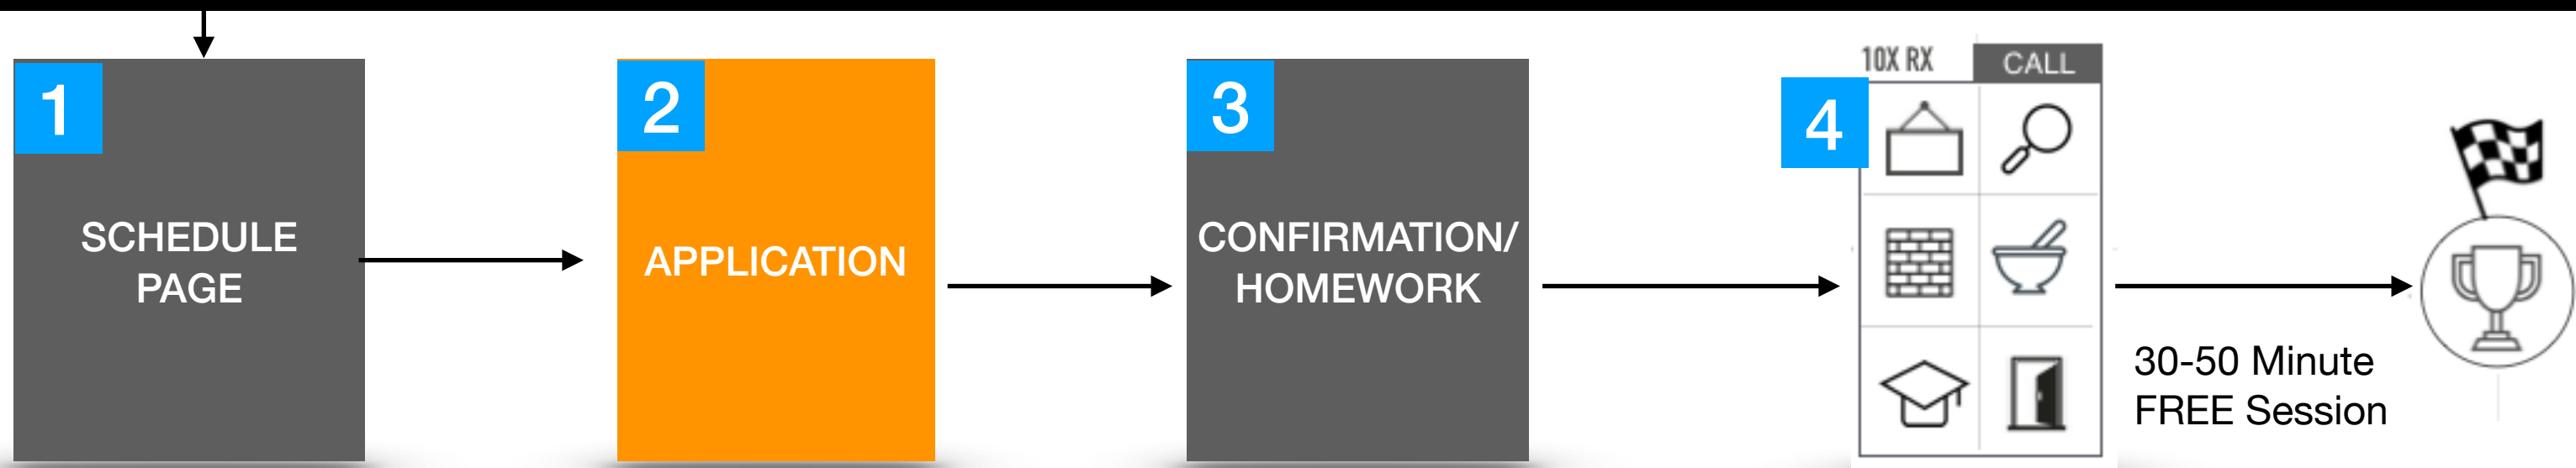 1
SCHEDULE
PAGE
2
APPLICATION
3
CONFIRMATION/
HOMEWORK
4
10X RX
CALL
30-50 Minute
FREE Session